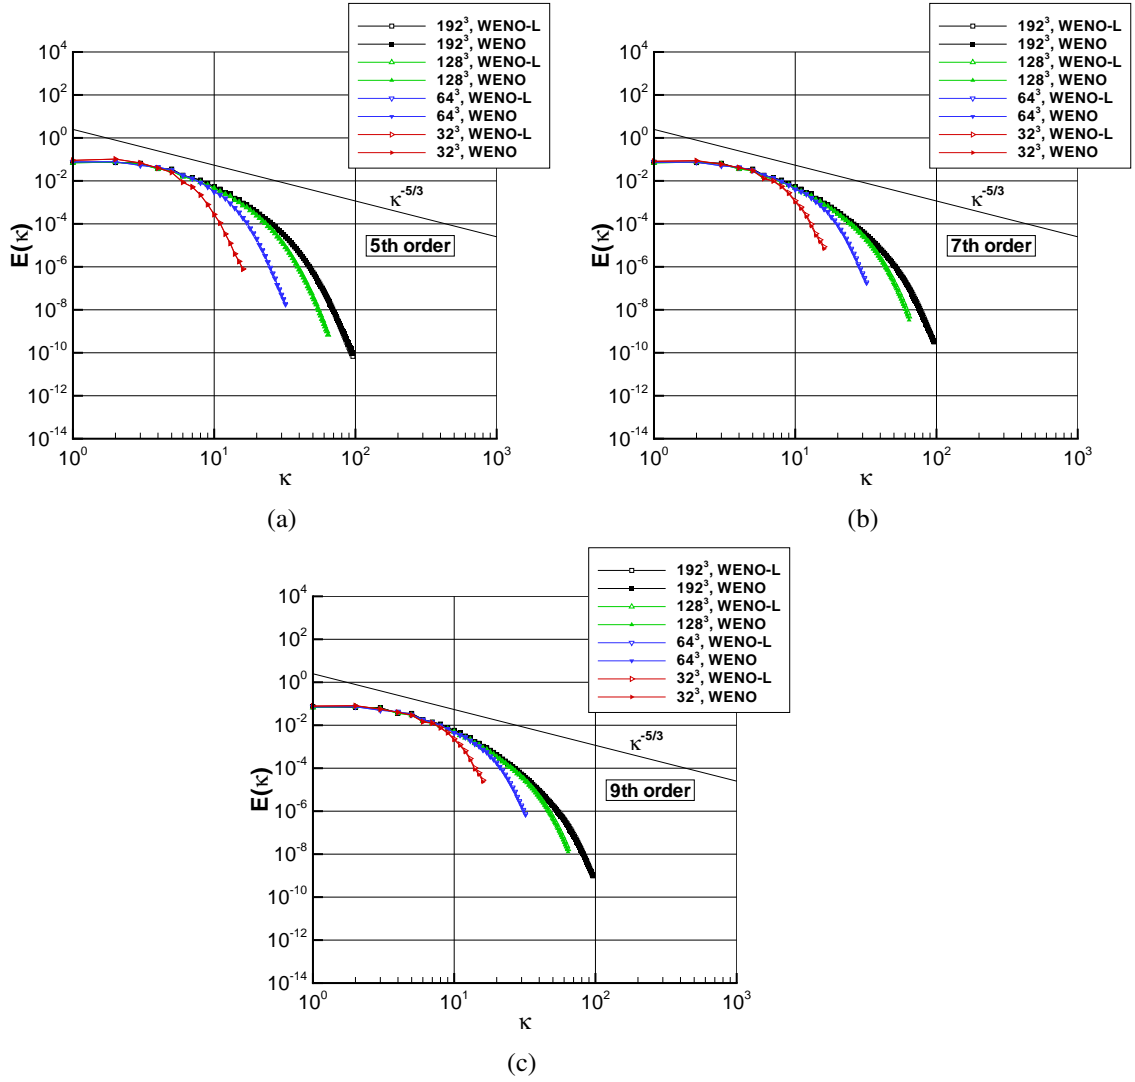 192³, WENO-L
192³, WENO
128³, WENO-L
128³, WENO
64³, WENO-L
64³, WENO
32³, WENO-L
32³, WENO
10⁴
10²
10⁰
10⁻²
10⁻⁴
10⁻⁶
10⁻⁸
10⁻¹⁰
10⁻¹²
10⁻¹⁴
E(κ)
κ⁻⁵/³
5th order
10⁰ 10¹ 10² 10³
κ
(a)
192³, WENO-L
192³, WENO
128³, WENO-L
128³, WENO
64³, WENO-L
64³, WENO
32³, WENO-L
32³, WENO
10⁴
10²
10⁰
10⁻²
10⁻⁴
10⁻⁶
10⁻⁸
10⁻¹⁰
10⁻¹²
10⁻¹⁴
E(κ)
κ⁻⁵/³
7th order
10⁰ 10¹ 10² 10³
κ
(b)
192³, WENO-L
192³, WENO
128³, WENO-L
128³, WENO
64³, WENO-L
64³, WENO
32³, WENO-L
32³, WENO
10⁴
10²
10⁰
10⁻²
10⁻⁴
10⁻⁶
10⁻⁸
10⁻¹⁰
10⁻¹²
10⁻¹⁴
E(κ)
κ⁻⁵/³
9th order
10⁰ 10¹ 10² 10³
κ
(c)